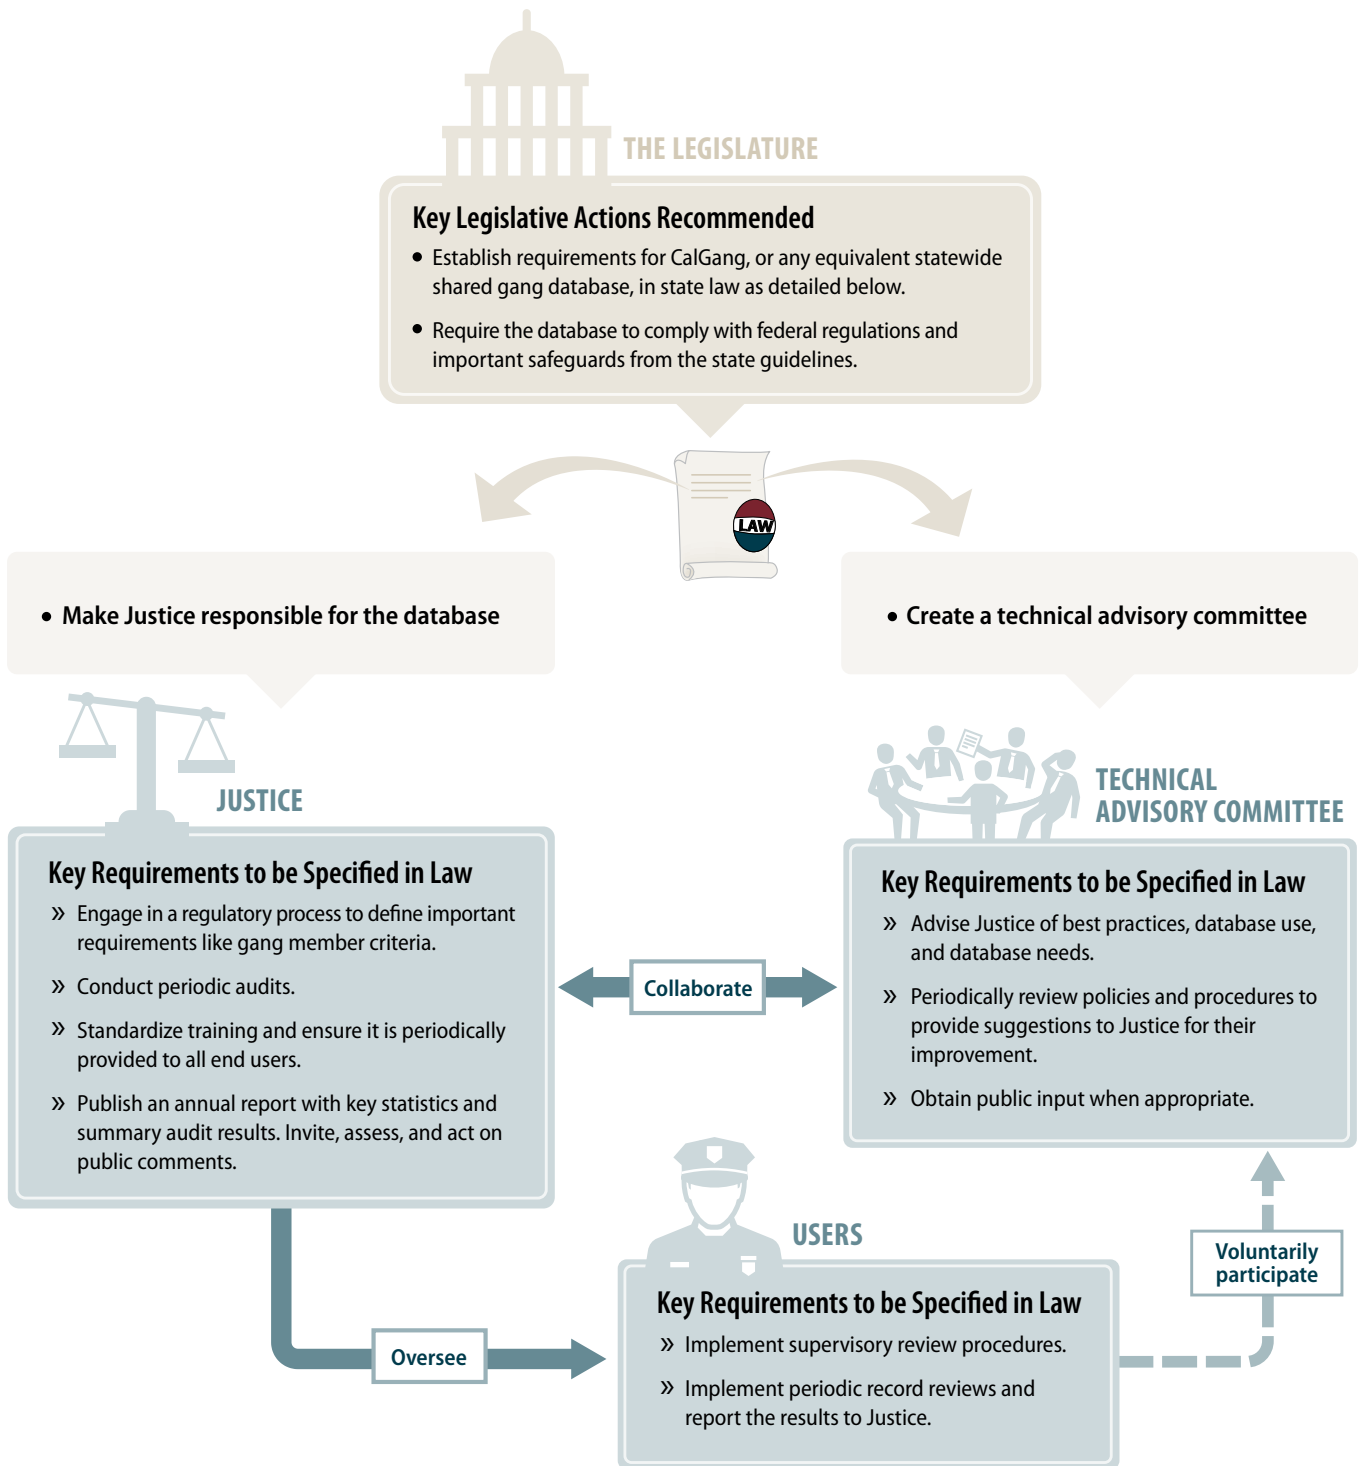 THE LEGISLATURE
Key Legislative Actions Recommended
• Establish requirements for CalGang, or any equivalent statewide
shared gang database, in state law as detailed below.
• Require the database to comply with federal regulations and
important safeguards from the state guidelines.
LAW
• Make Justice responsible for the database
• Create a technical advisory committee
JUSTICE
Key Requirements to be Specified in Law
» Engage in a regulatory process to define important
requirements like gang member criteria.
» Conduct periodic audits.
» Standardize training and ensure it is periodically
provided to all end users.
» Publish an annual report with key statistics and
summary audit results. Invite, assess, and act on
public comments.
Collaborate
TECHNICAL
ADVISORY COMMITTEE
Key Requirements to be Specified in Law
» Advise Justice of best practices, database use,
and database needs.
» Periodically review policies and procedures to
provide suggestions to Justice for their
improvement.
» Obtain public input when appropriate.
Oversee
USERS
Key Requirements to be Specified in Law
» Implement supervisory review procedures.
» Implement periodic record reviews and
report the results to Justice.
Voluntarily
participate